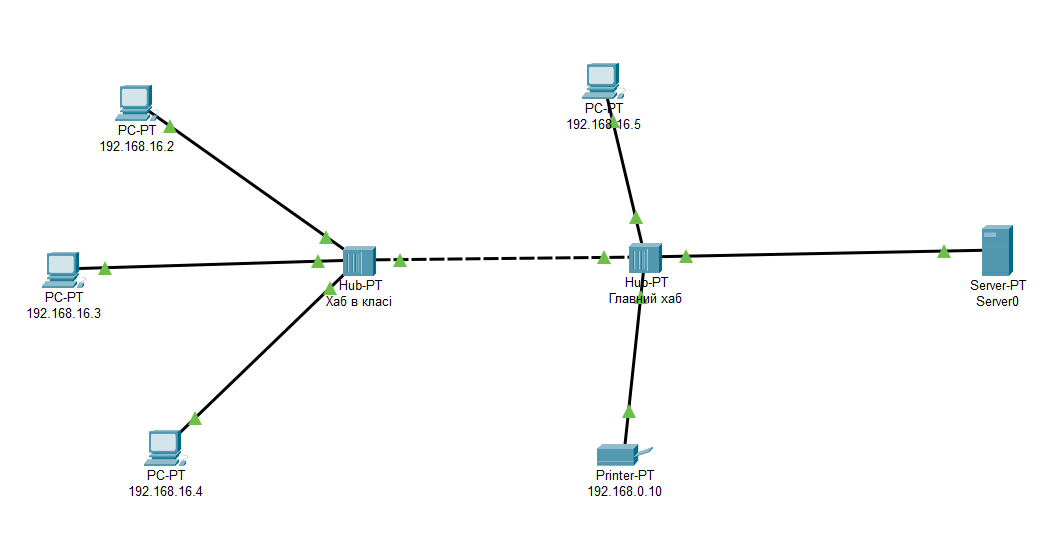 PC-PT
192.168.16.2
PC-PT
192.168.16.3
PC-PT
192.168.16.4
Hub-PT
Хаб в класі
PC-PT
192.168.16.5
Hub-PT
Главний хаб
Printer-PT
192.168.0.10
Server-PT
Server0